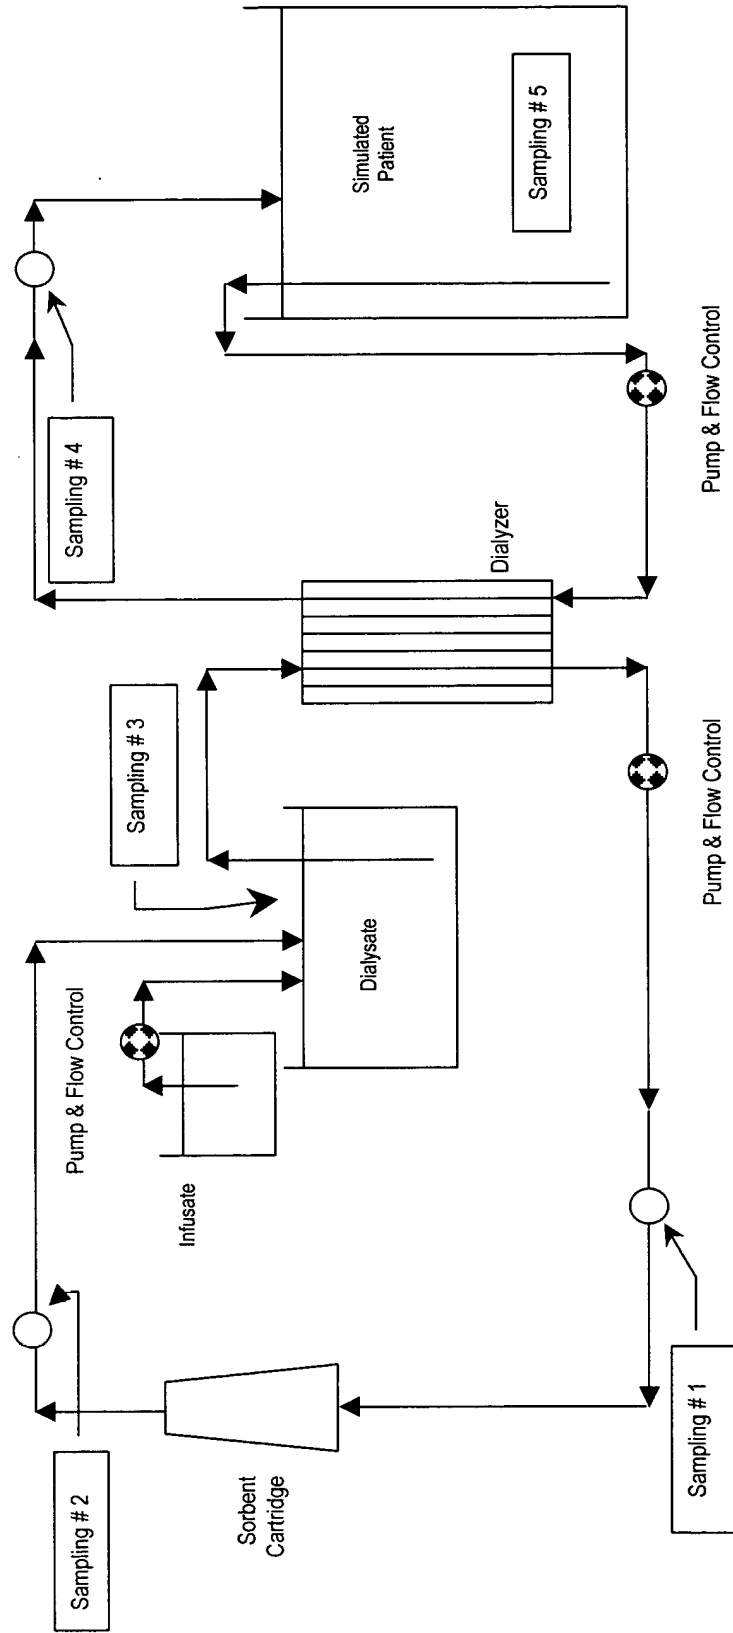 Sampling # 2
Sampling # 3
Sampling # 4
Pump & Flow Control
Infusate
Dialysate
Sorbent
Cartridge
Dialyzer
Simulated
Patient
Sampling # 5
Sampling # 1
Pump & Flow Control
Pump & Flow Control